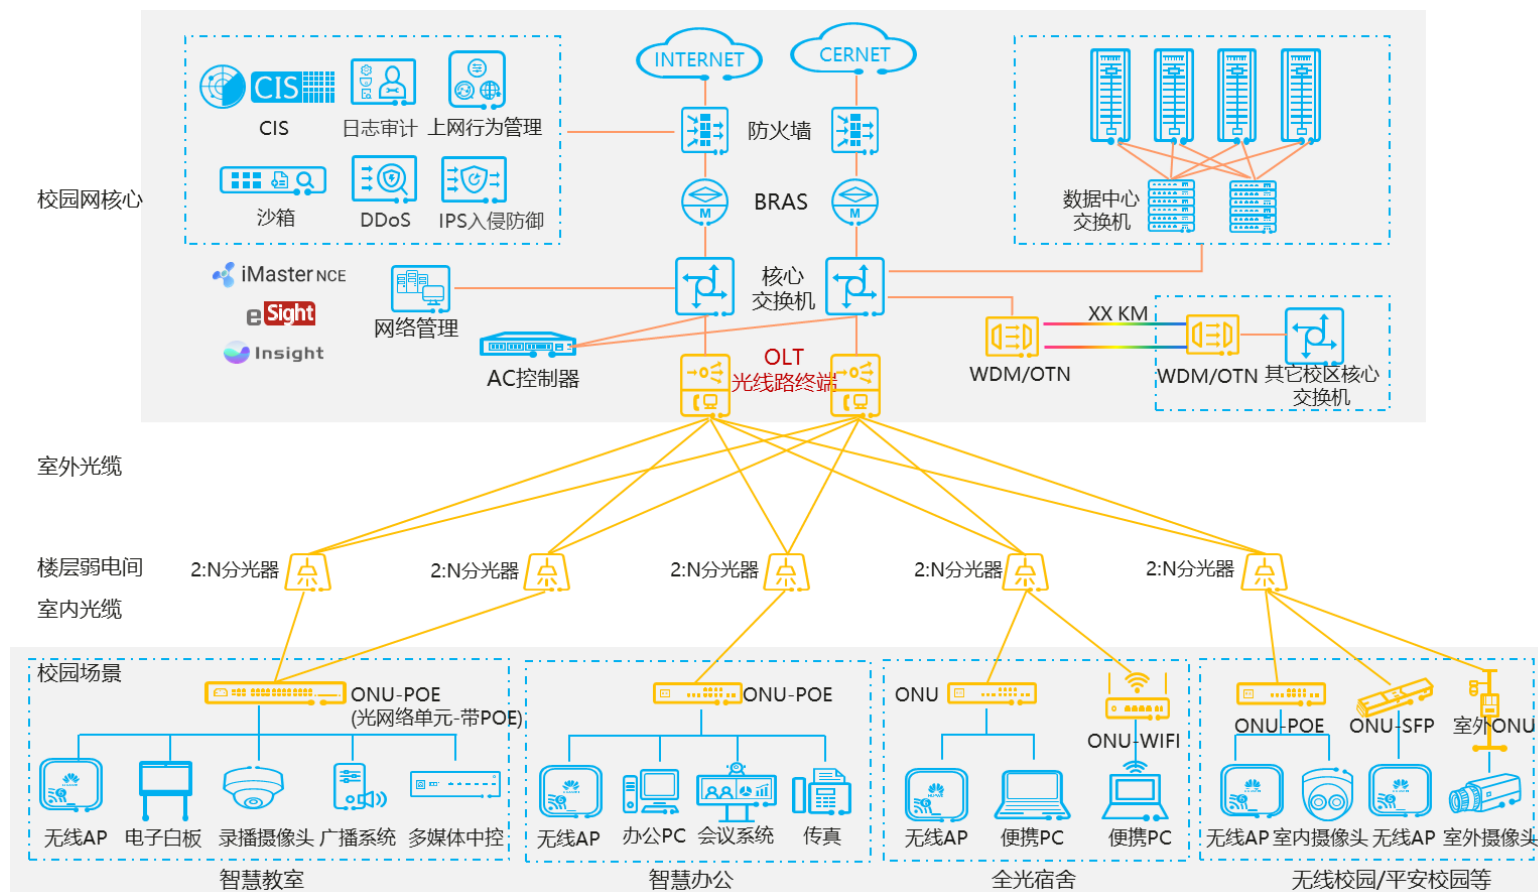 INTERNET
CERNET
CIS
CIS
日志审计
上网行为管理
防火墙
沙箱
DDoS
IPS入侵防御
M
BRAS
M
数据中心
交换机
校园网核心
iMaster NCE
eSight
Insight
网络管理
核心
交换机
AC控制器
OLT
光线路终端
WDM/OTN
XX KM
WDM/OTN
其它校区核心
交换机
室外光缆
楼层弱电间
2:N分光器
2:N分光器
2:N分光器
2:N分光器
2:N分光器
室内光缆
校园场景
ONU-POE
(光网络单元-带POE)
无线AP
电子白板
录播摄像头
广播系统
多媒体中控
智慧教室
ONU-POE
无线AP
办公PC
会议系统
传真
智慧办公
ONU
ONU-WIFI
无线AP
便携PC
便携PC
全光宿舍
ONU-POE
ONU-SFP
室外ONU
无线AP
室内摄像头
无线AP
室外摄像头
无线校园/平安校园等